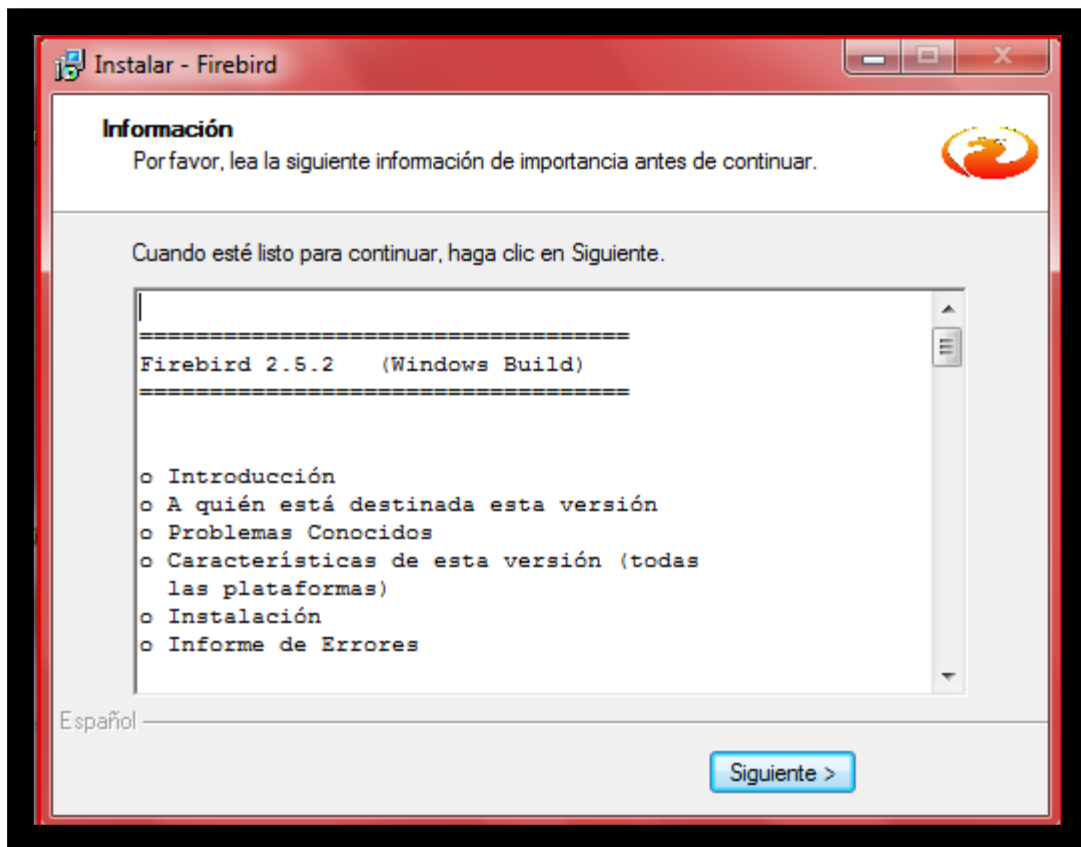 Instalar - Firebird
Información
Por favor, lea la siguiente información de importancia antes de continuar.
Cuando esté listo para continuar, haga clic en Siguiente.
===================================
Firebird 2.5.2   (Windows Build)
===================================
o Introducción
o A quién está destinada esta versión
o Problemas Conocidos
o Características de esta versión (todas
las plataformas)
o Instalación
o Informe de Errores
Español
Siguiente >